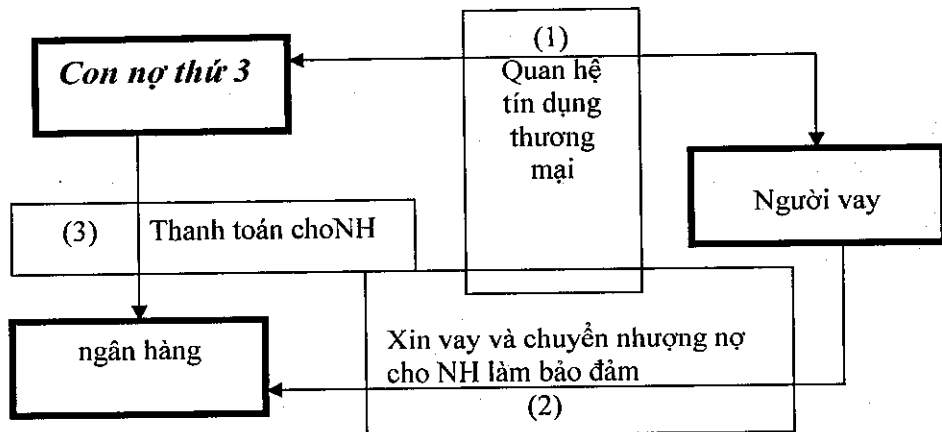 (1)
Con nợ thứ 3
Quan hệ
tín dụng
thương
mại
Người vay
(3) Thanh toán choNH
ngân hàng
Xin vay và chuyển nhượng nợ
cho NH làm bảo đảm
(2)